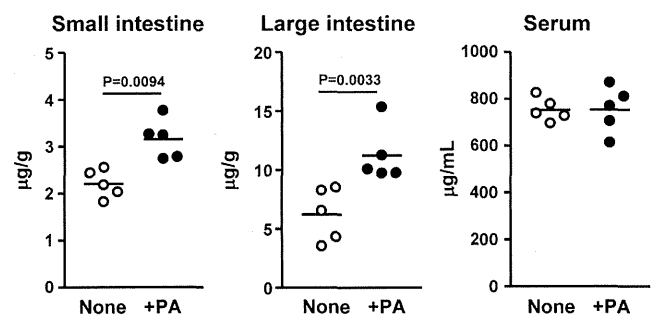 Small intestine
5
4
3
2
1
0
µg/g
P=0.0094
None +PA
Large intestine
20
15
10
5
0
µg/g
P=0.0033
None +PA
Serum
1000
800
600
400
200
0
µg/mL
None +PA